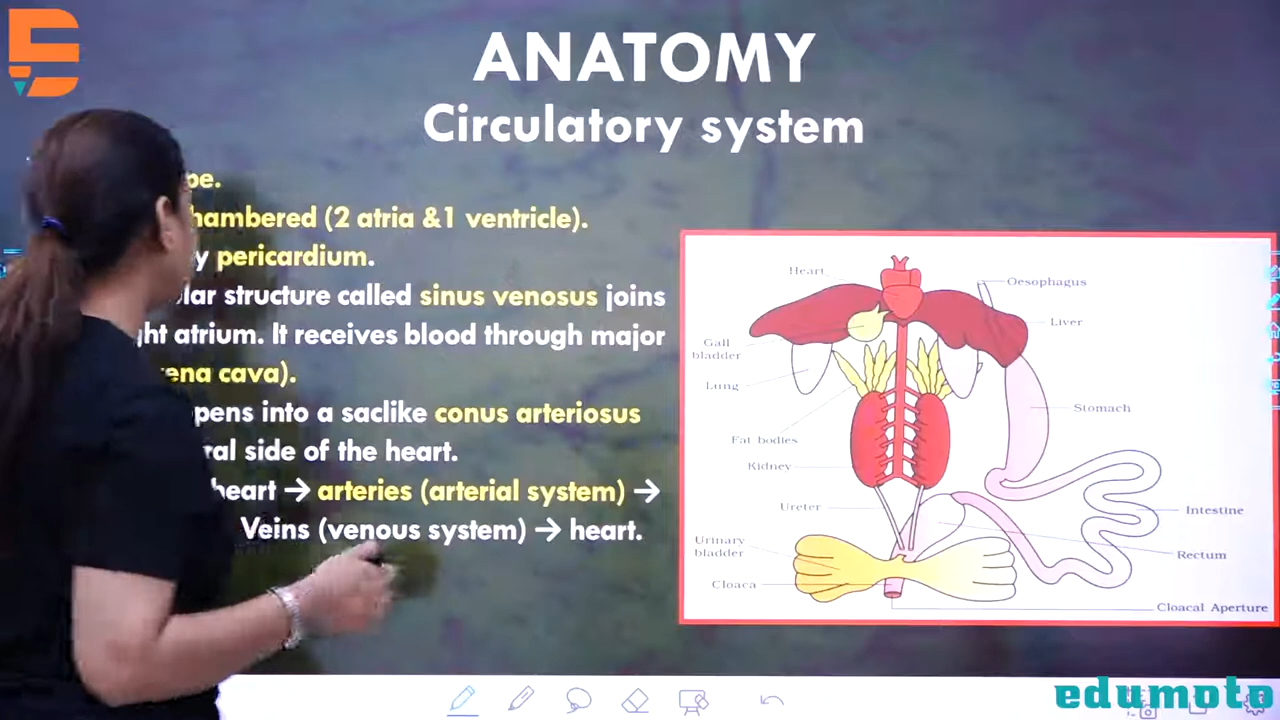 ANATOMY
Circulatory system
pe.
hambered (2 atria &1 ventricle).
y pericardium.
lar structure called sinus venosus joins
ht atrium. It receives blood through major
ena cava).
pens into a saclike conus arteriosus
ral side of the heart.
heart → arteries (arterial system) →
Veins (venous system) → heart.
Heart
Oesophagus
Liver
Gall
bladder
Lung
Stomach
Fat bodies
Kidney
Ureter
Intestine
Urinary
bladder
Rectum
Cloaca
Cloacal Aperture
edumoto